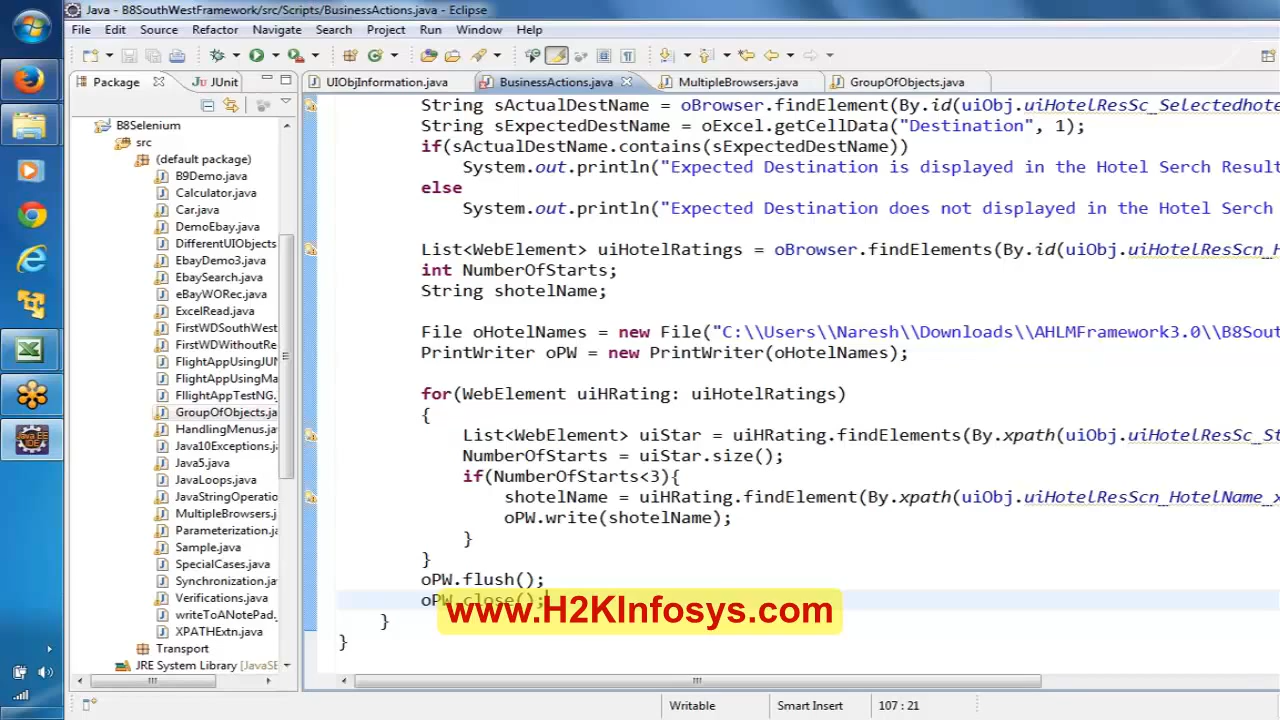 Java - B8SouthWestFramework/src/Scripts/BusinessActions.java - Eclipse
File Edit Source Refactor Navigate Search Project Run Window Help
Package JUnit UIObjInformation.java BusinessActions.java MultipleBrowsers.java GroupOfObjects.java
B8Selenium
src
(default package)
B9Demo.java
Calculator.java
Car.java
DemoEbay.java
DifferentUIObjects
EbayDemo3.java
EbaySearch.java
eBayWORec.java
ExcelRead.java
FirstWDSouthWest
FirstWDWithoutRe
FlightAppUsingJUN
FlightAppUsingMa
FlightAppTestNG.
GroupOfObjects.ja
HandlingMenus.ja
Java10Exceptions.j
Java5.java
JavaLoops.java
JavaStringOperatio
MultipleBrowsers.j
Parameterization.ja
Sample.java
SpecialCases.java
Synchronization.ja
Verifications.java
writeToANotePad.
XPATHExtn.java
Transport
JRE System Library [JavaSE
String sActualDestName = oBrowser.findElement(By.id(uiObj.uiHotelResSc_Selectedhote
String sExpectedDestName = oExcel.getCellData("Destination", 1);
if(sActualDestName.contains(sExpectedDestName))
System.out.println("Expected Destination is displayed in the Hotel Serch Result
else
System.out.println("Expected Destination does not displayed in the Hotel Serch
List<WebElement> uiHotelRatings = oBrowser.findElements(By.id(uiObj.uiHotelResScn_H
int NumberOfStarts;
String shotelName;
File oHotelNames = new File("C:\\Users\\Naresh\\Downloads\\AHLMFramework3.0\\B8Sout
PrintWriter oPW = new PrintWriter(oHotelNames);
for(WebElement uiHRating: uiHotelRatings)
{
List<WebElement> uiStar = uiHRating.findElements(By.xpath(uiObj.uiHotelResSc_St
NumberOfStarts = uiStar.size();
if(NumberOfStarts<3){
shotelName = uiHRating.findElement(By.xpath(uiObj.uiHotelResScn_HotelName_x
oPW.write(shotelName);
}
}
oPW.flush();
oPW.close();
www.H2KInfosys.com
}
}
Writable Smart Insert 107 : 21